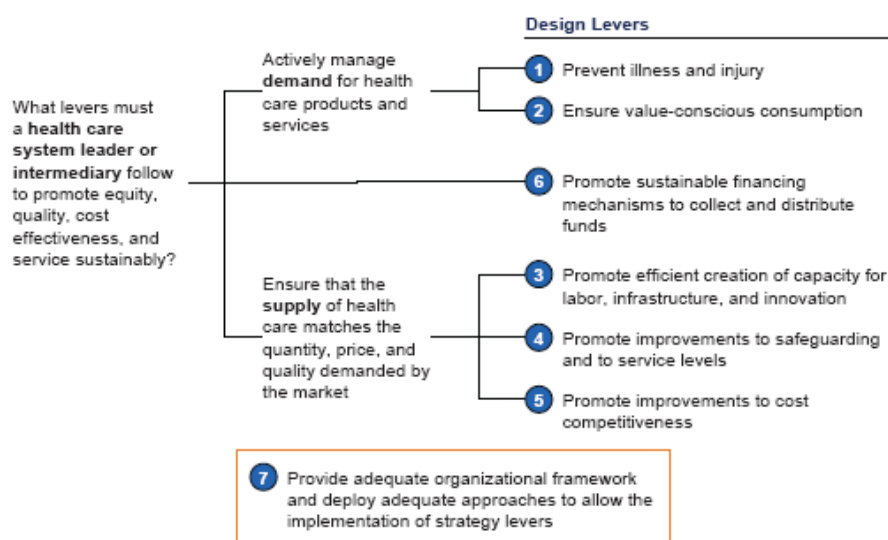 Design Levers
What levers must
a health care
system leader or
intermediary follow
to promote equity,
quality, cost
effectiveness, and
service sustainably?
Actively manage
demand for health
care products and
services
1 Prevent illness and injury
2 Ensure value-conscious consumption
6 Promote sustainable financing
mechanisms to collect and distribute
funds
Ensure that the
supply of health
care matches the
quantity, price, and
quality demanded by
the market
3 Promote efficient creation of capacity for
labor, infrastructure, and innovation
4 Promote improvements to safeguarding
and to service levels
5 Promote improvements to cost
competitiveness
7 Provide adequate organizational framework
and deploy adequate approaches to allow the
implementation of strategy levers